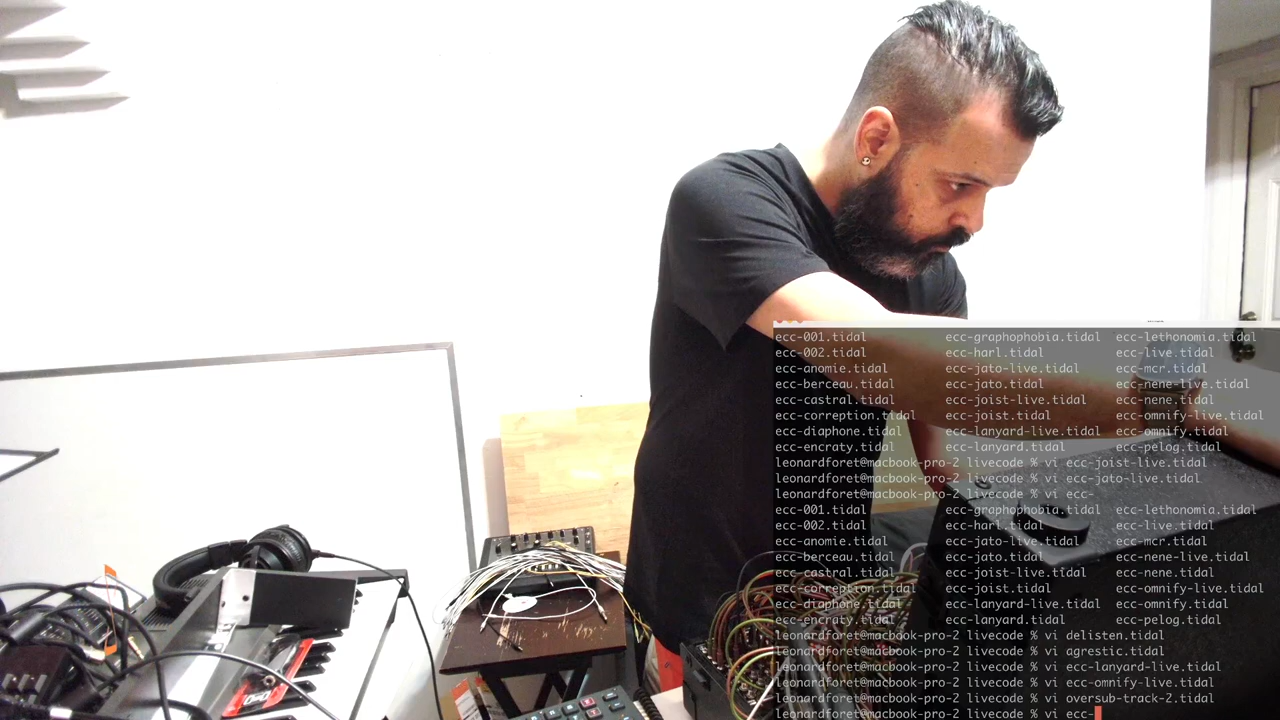 ecc-001.tidal ecc-graphophobia.tidal ecc-lethonomia.tidal
ecc-002.tidal ecc-harl.tidal ecc-live.tidal
ecc-anomie.tidal ecc-jato-live.tidal ecc-mcr.tidal
ecc-berceau.tidal ecc-jato.tidal ecc-nene-live.tidal
ecc-castral.tidal ecc-joist-live.tidal ecc-nene.tidal
ecc-correption.tidal ecc-joist.tidal ecc-omnify-live.tidal
ecc-diaphone.tidal ecc-lanyard-live.tidal ecc-omnify.tidal
ecc-encraty.tidal ecc-lanyard.tidal ecc-pelog.tidal
leonardforet@macbook-pro-2 livecode % vi ecc-joist-live.tidal
leonardforet@macbook-pro-2 livecode % vi ecc-jato-live.tidal
leonardforet@macbook-pro-2 livecode % vi ecc-
ecc-001.tidal ecc-graphophobia.tidal ecc-lethonomia.tidal
ecc-002.tidal ecc-harl.tidal ecc-live.tidal
ecc-anomie.tidal ecc-jato-live.tidal ecc-mcr.tidal
ecc-berceau.tidal ecc-jato.tidal ecc-nene-live.tidal
ecc-castral.tidal ecc-joist-live.tidal ecc-nene.tidal
ecc-correption.tidal ecc-joist.tidal ecc-omnify-live.tidal
ecc-diaphone.tidal ecc-lanyard-live.tidal ecc-omnify.tidal
ecc-encraty.tidal ecc-lanyard.tidal ecc-pelog.tidal
leonardforet@macbook-pro-2 livecode % vi delisten.tidal
leonardforet@macbook-pro-2 livecode % vi agrestic.tidal
leonardforet@macbook-pro-2 livecode % vi ecc-lanyard-live.tidal
leonardforet@macbook-pro-2 livecode % vi ecc-omnify-live.tidal
leonardforet@macbook-pro-2 livecode % vi oversub-track-2.tidal
leonardforet@macbook-pro-2 livecode % vi ecc-